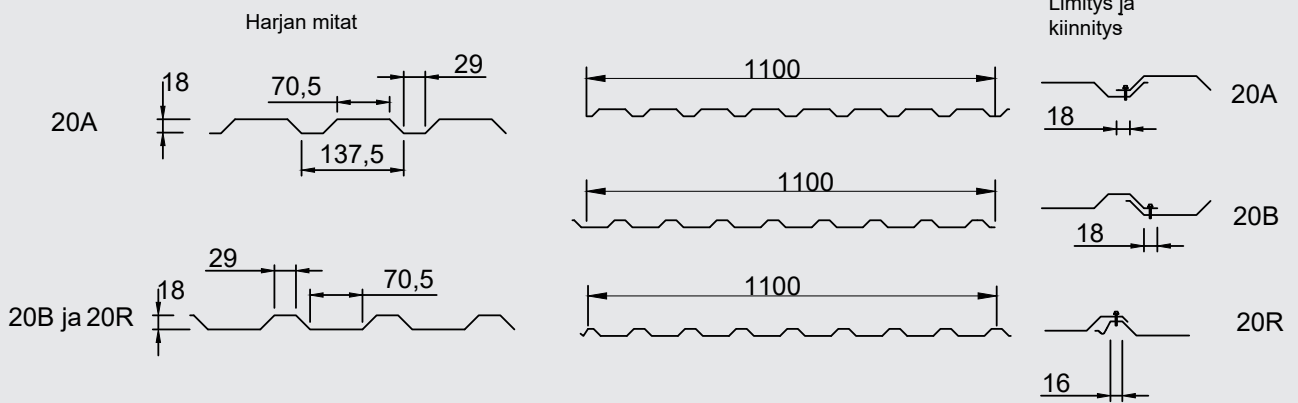 Harjan mitat
Limitys ja
kiinnitys
20A
18
70,5
29
137,5
1100
18
20A
1100
18
20B
20B ja 20R
18
29
70,5
1100
16
20R